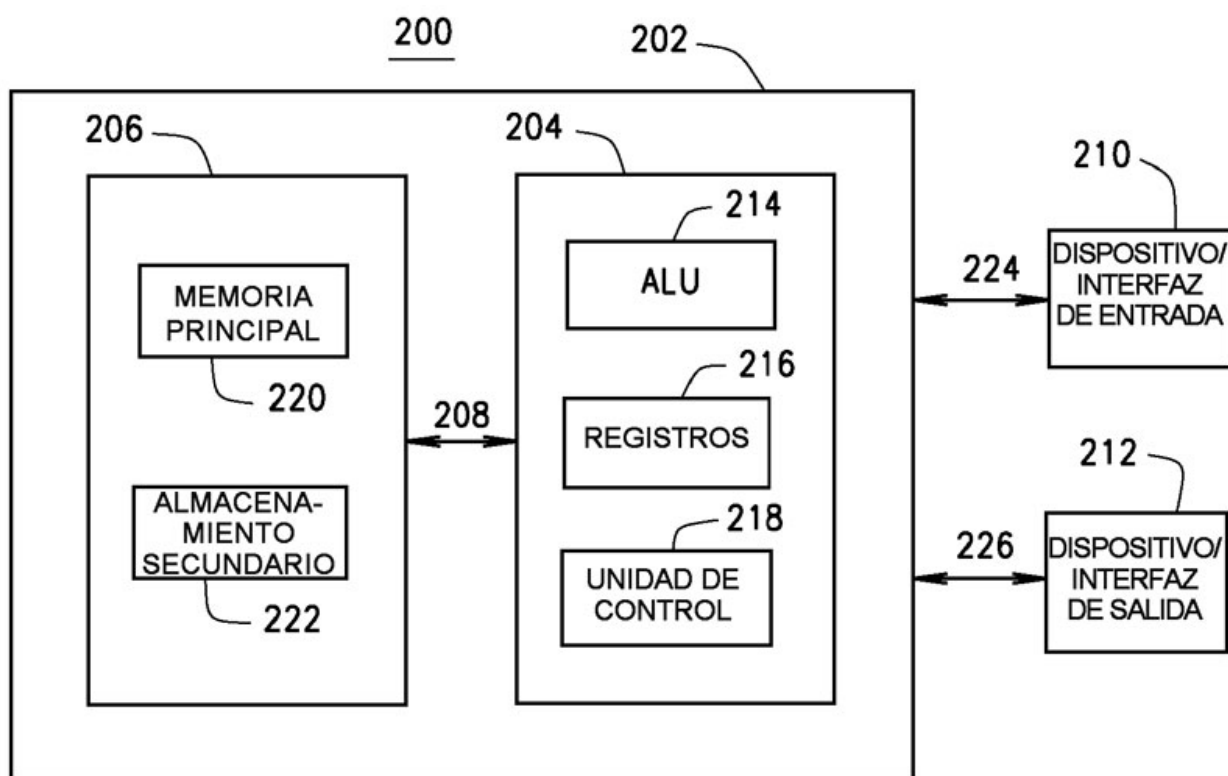 200
202
206
204
210
214
DISPOSITIVO/
INTERFAZ
DE ENTRADA
224
ALU
MEMORIA
PRINCIPAL
220
216
208
REGISTROS
212
ALMACENA-
MIENTO
SECUNDARIO
222
218
226
DISPOSITIVO/
INTERFAZ
DE SALIDA
UNIDAD DE
CONTROL